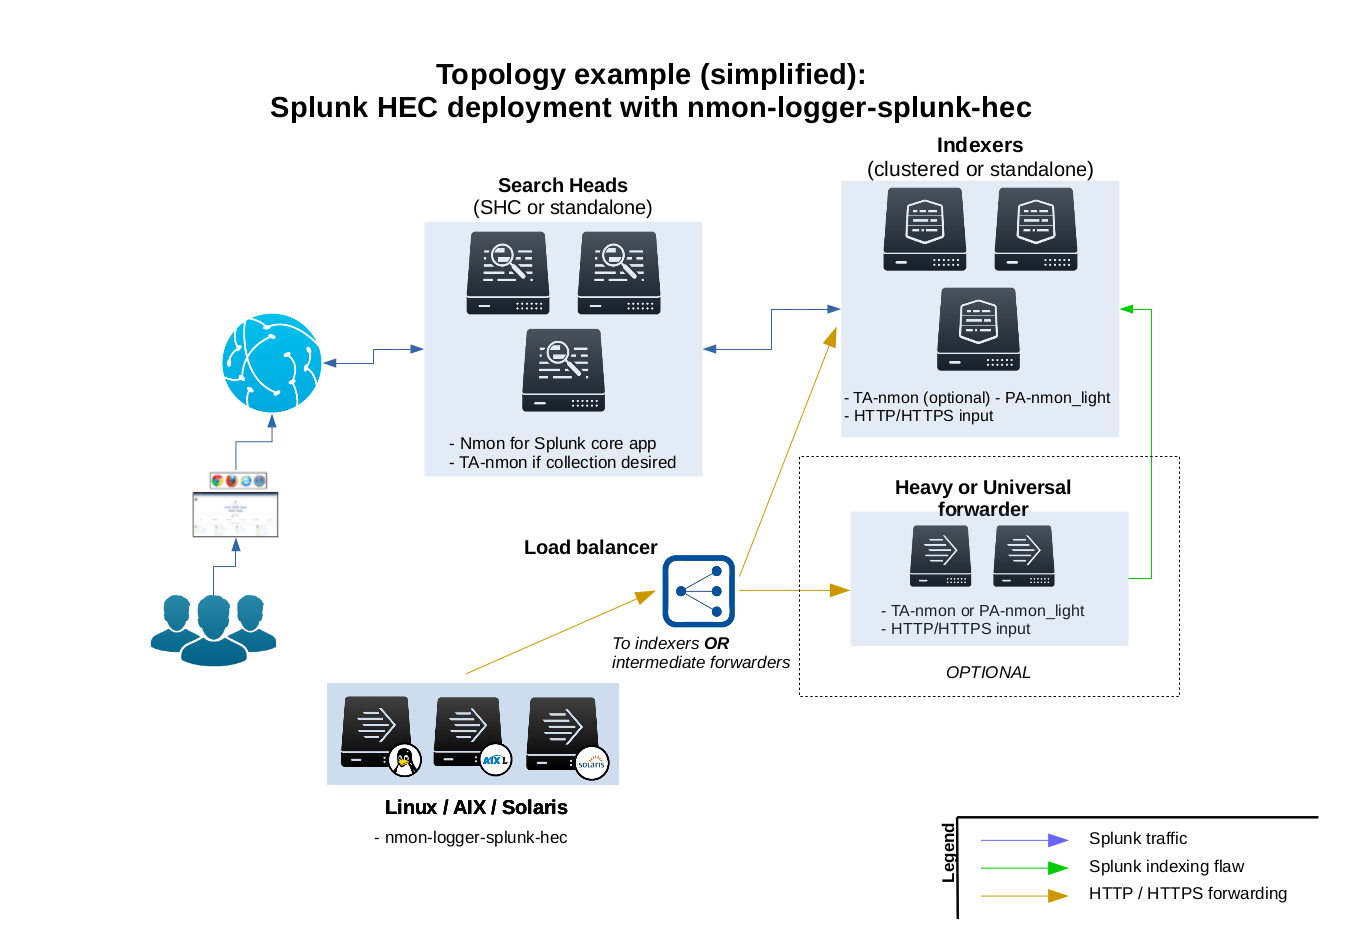 Topology example (simplified):
Splunk HEC deployment with nmon-logger-splunk-hec
Indexers
(clustered or standalone)
Search Heads
(SHC or standalone)
- TA-nmon (optional) - PA-nmon_light
- HTTP/HTTPS input
- Nmon for Splunk core app
- TA-nmon if collection desired
Heavy or Universal
forwarder
Load balancer
- TA-nmon or PA-nmon_light
- HTTP/HTTPS input
To indexers OR
intermediate forwarders
OPTIONAL
AIX L
solaris
Linux / AIX / Solaris
- nmon-logger-splunk-hec
Legend
Splunk traffic
Splunk indexing flaw
HTTP / HTTPS forwarding